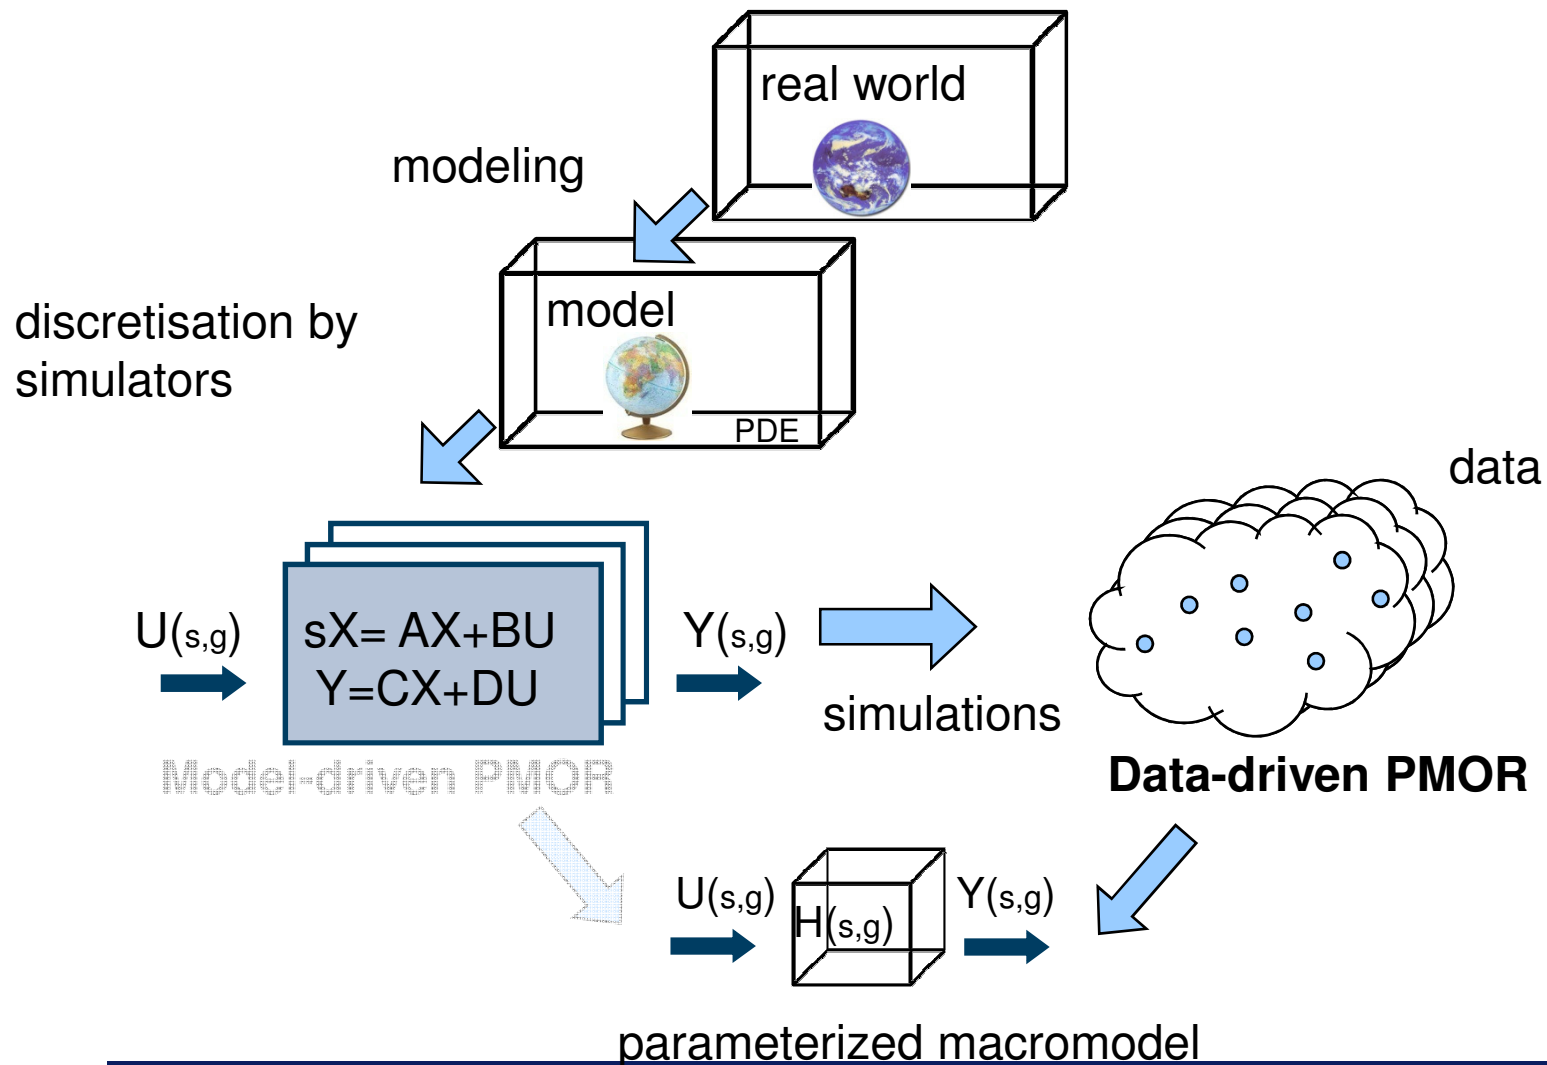 real world
modeling
model
PDE
discretisation by
simulators
data
U(s,g)
sX= AX+BU
Y=CX+DU
Y(s,g)
simulations
Model-driven PMOR
Data-driven PMOR
U(s,g)
H(s,g)
Y(s,g)
parameterized macromodel